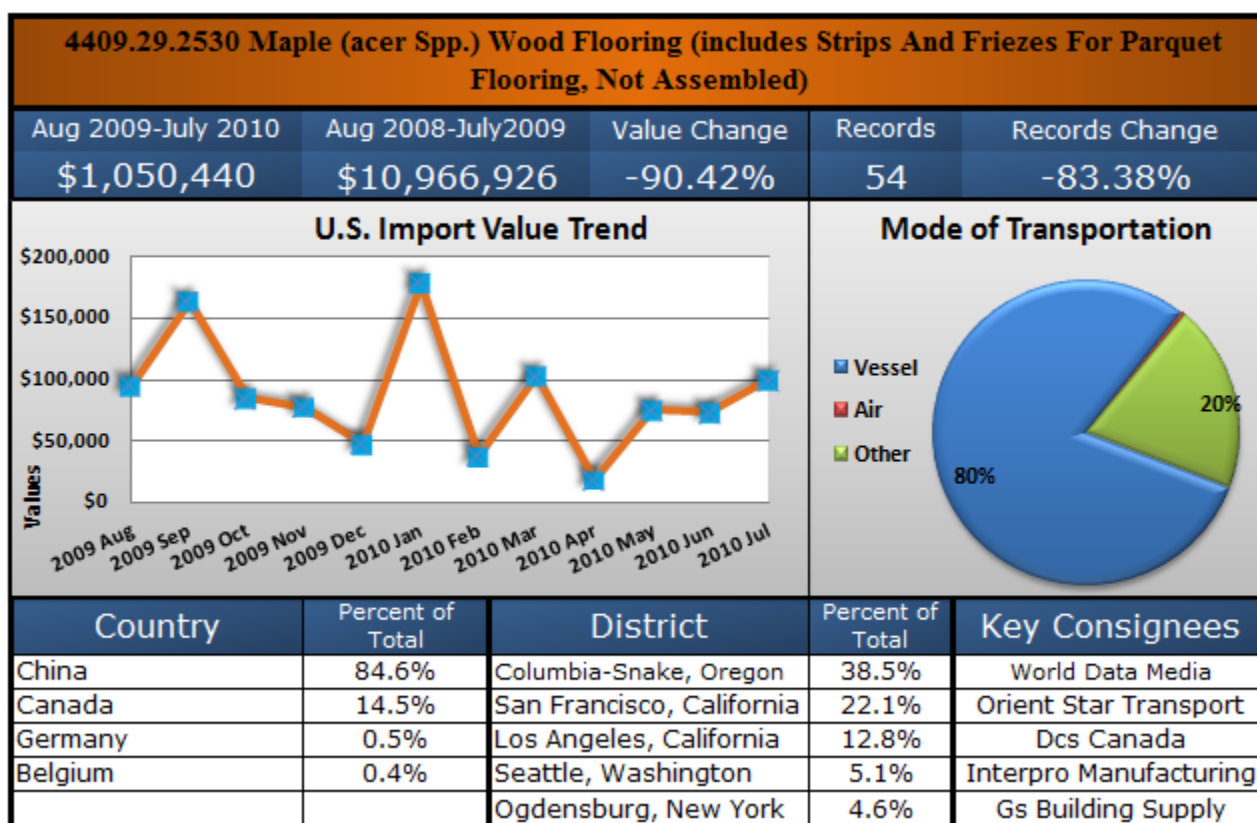 4409.29.2530 Maple (acer Spp.) Wood Flooring (includes Strips And Friezes For Parquet
Flooring, Not Assembled)
Aug 2009-July 2010 Aug 2008-July2009 Value Change Records Records Change
$1,050,440 $10,966,926 -90.42% 54 -83.38%
U.S. Import Value Trend
$200,000
$150,000
$100,000
$50,000
$0
Values
2009 Aug 2009 Sep 2009 Oct 2009 Nov 2009 Dec 2010 Jan 2010 Feb 2010 Mar 2010 Apr 2010 May 2010 Jun 2010 Jul
Mode of Transportation
Vessel
Air
Other
20%
80%
Country Percent of Total District Percent of Total Key Consignees
China 84.6% Columbia-Snake, Oregon 38.5% World Data Media
Canada 14.5% San Francisco, California 22.1% Orient Star Transport
Germany 0.5% Los Angeles, California 12.8% Dcs Canada
Belgium 0.4% Seattle, Washington 5.1% Interpro Manufacturing
Ogdensburg, New York 4.6% Gs Building Supply